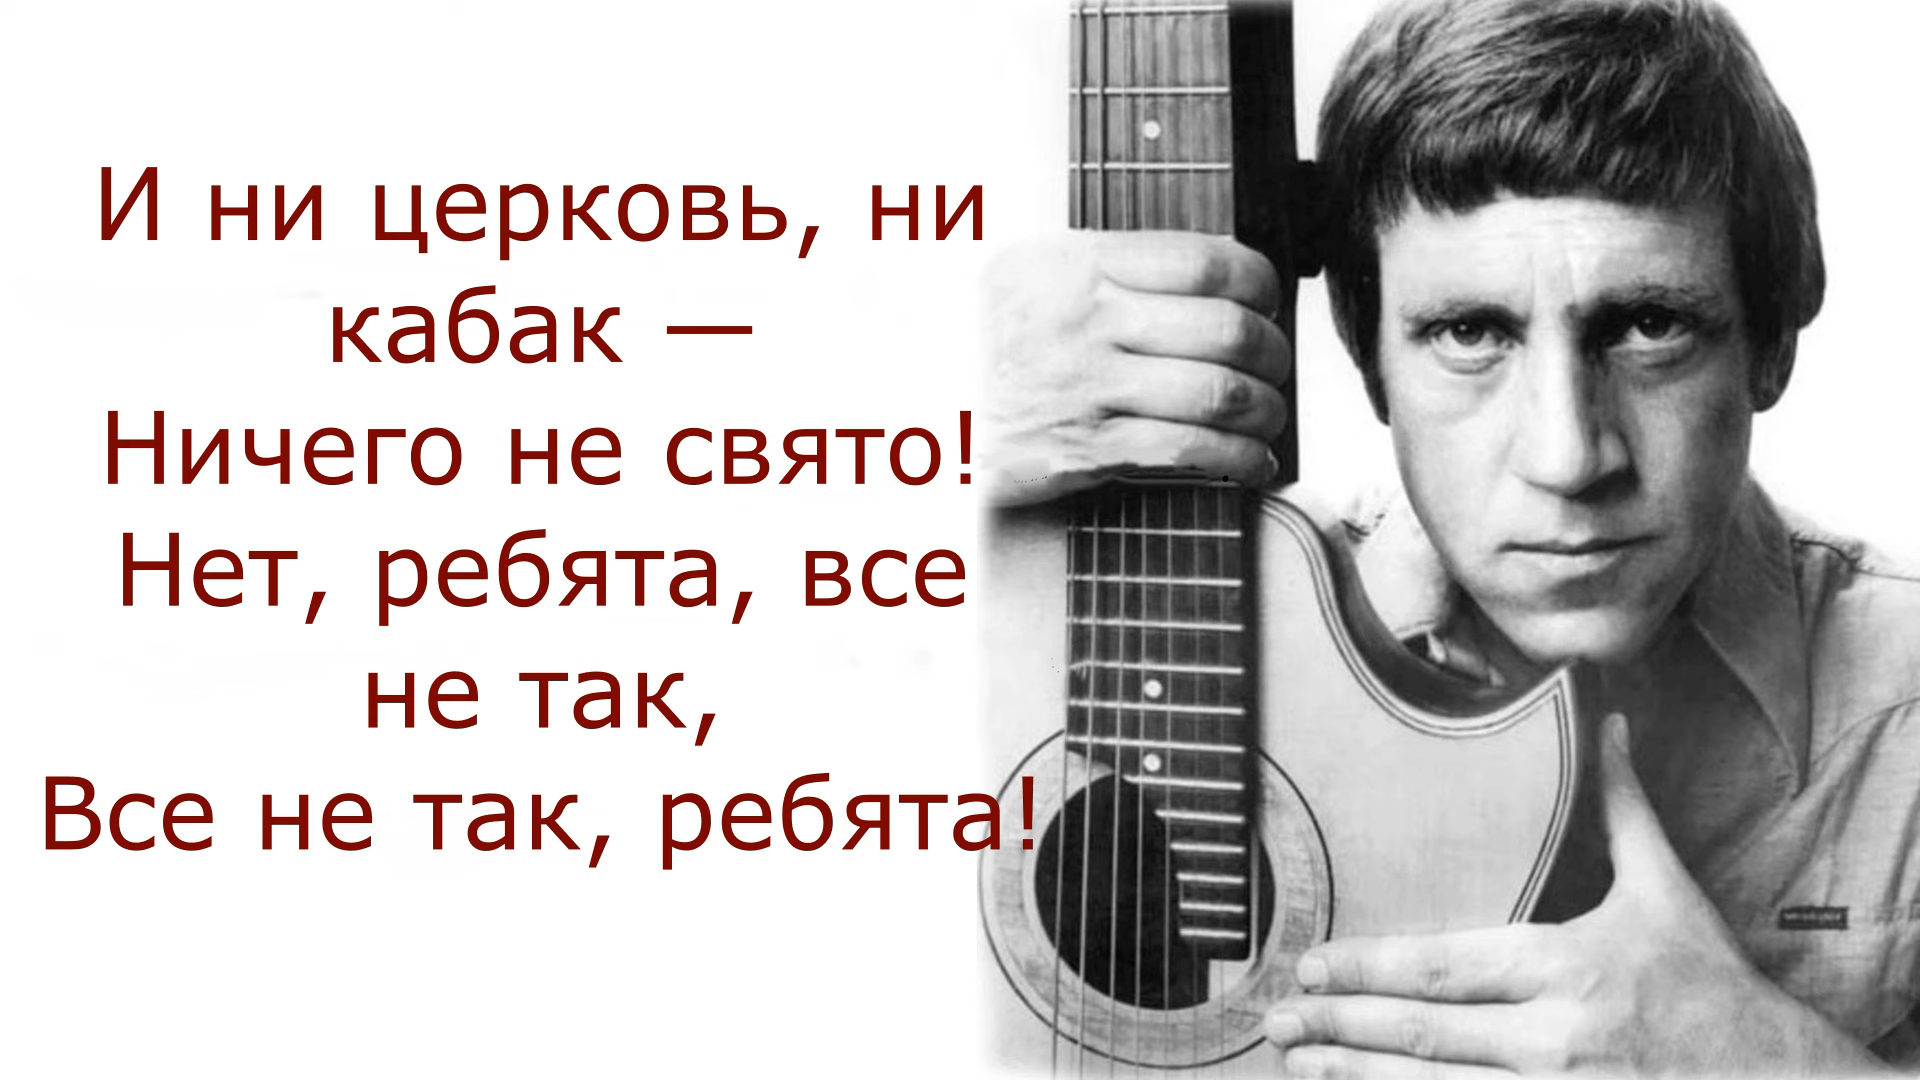 И ни церковь, ни
кабак —
Ничего не свято!
Нет, ребята, все
не так,
Все не так, ребята!